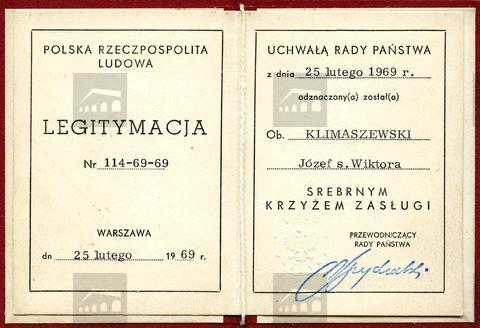 POLSKA RZECZPOSPOLITA
LUDOWA
LEGITYMACJA
Nr 114-69-69
WARSZAWA
dn 25 lutego 1969 r.
UCHWAŁĄ RADY PAŃSTWA
z dnia 25 lutego 1969 r.
odznaczony(a) został(a)
Ob. KLIMASZEWSKI
Józef s.Wiktora
SREBRNYM
KRZYŻEM ZASŁUGI
PRZEWODNICZĄCY
RADY PAŃSTWA